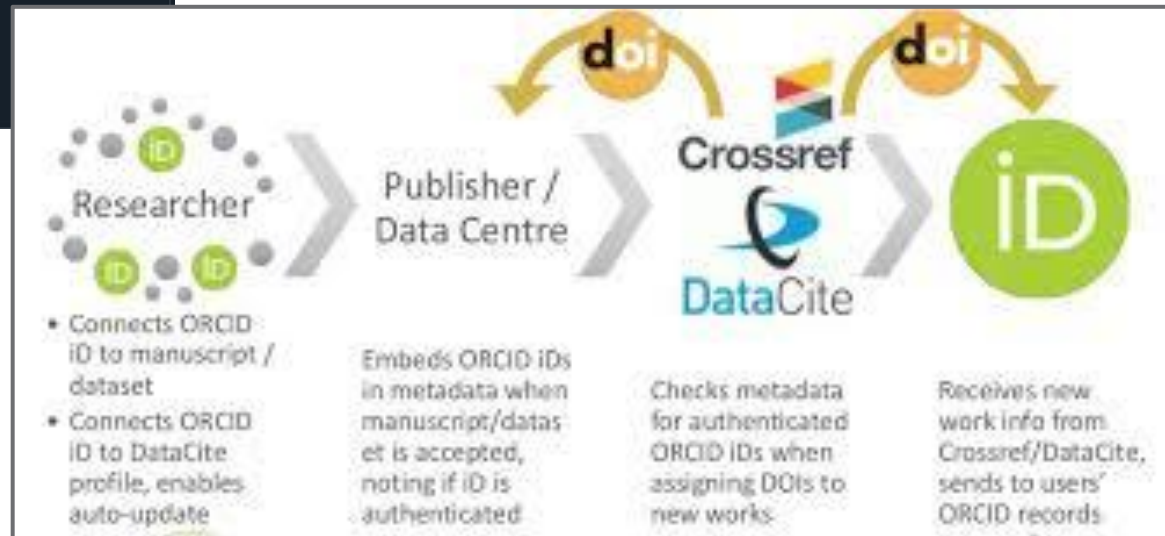 doi
doi
iD
Researcher
iD
iD
Publisher /
Data Centre
Crossref
DataCite
iD
• Connects ORCID
iD to manuscript /
dataset
• Connects ORCID
iD to DataCite
profile, enables
auto-update
Embeds ORCID iDs
in metadata when
manuscript/datas
et is accepted,
noting if iD is
authenticated
Checks metadata
for authenticated
ORCID iDs when
assigning DOIs to
new works
Receives new
work info from
Crossref/DataCite,
sends to users'
ORCID records